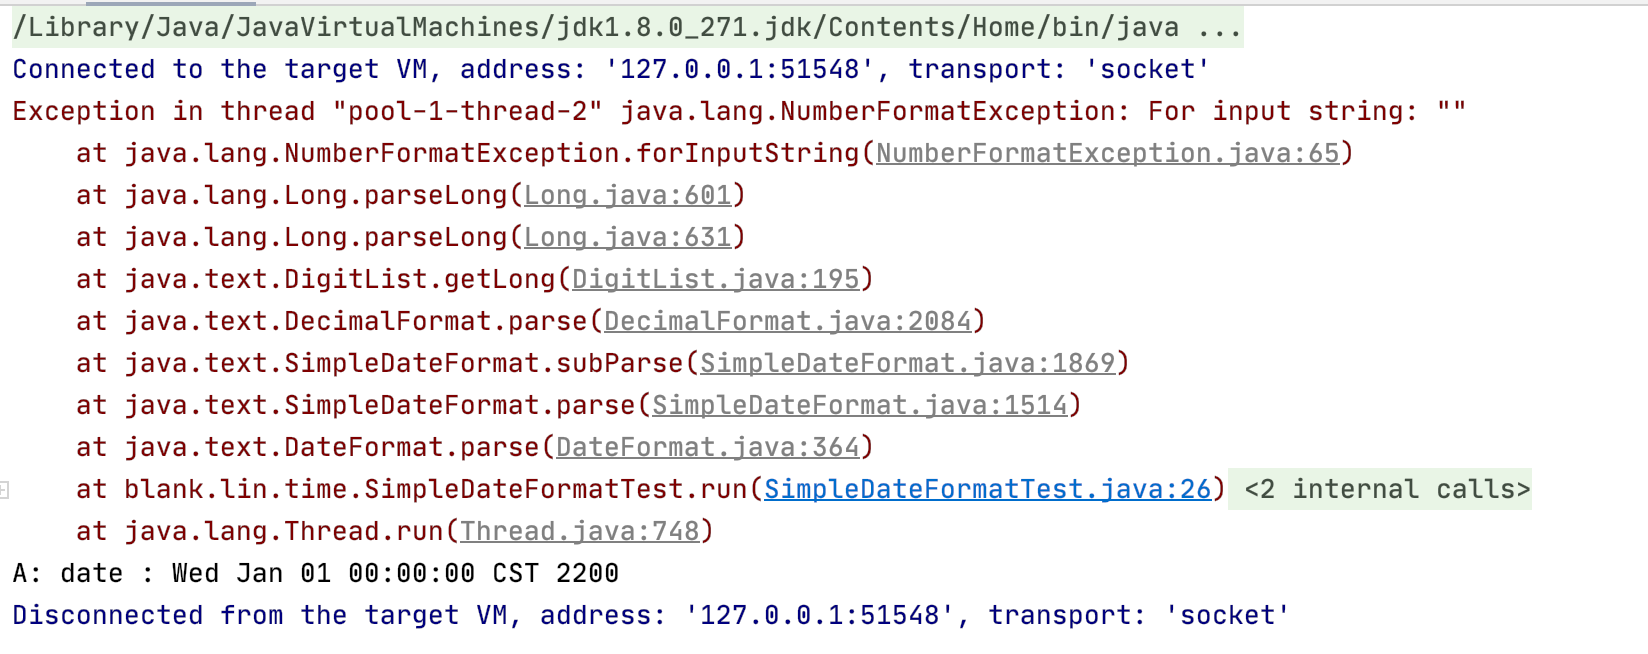 /Library/Java/JavaVirtualMachines/jdk1.8.0_271.jdk/Contents/Home/bin/java ...
Connected to the target VM, address: '127.0.0.1:51548', transport: 'socket'
Exception in thread "pool-1-thread-2" java.lang.NumberFormatException: For input string: ""
    at java.lang.NumberFormatException.forInputString(NumberFormatException.java:65)
    at java.lang.Long.parseLong(Long.java:601)
    at java.lang.Long.parseLong(Long.java:631)
    at java.text.DigitList.getLong(DigitList.java:195)
    at java.text.DecimalFormat.parse(DecimalFormat.java:2084)
    at java.text.SimpleDateFormat.subParse(SimpleDateFormat.java:1869)
    at java.text.SimpleDateFormat.parse(SimpleDateFormat.java:1514)
    at java.text.DateFormat.parse(DateFormat.java:364)
    at blank.lin.time.SimpleDateFormatTest.run(SimpleDateFormatTest.java:26) <2 internal calls>
    at java.lang.Thread.run(Thread.java:748)
A: date : Wed Jan 01 00:00:00 CST 2200
Disconnected from the target VM, address: '127.0.0.1:51548', transport: 'socket'